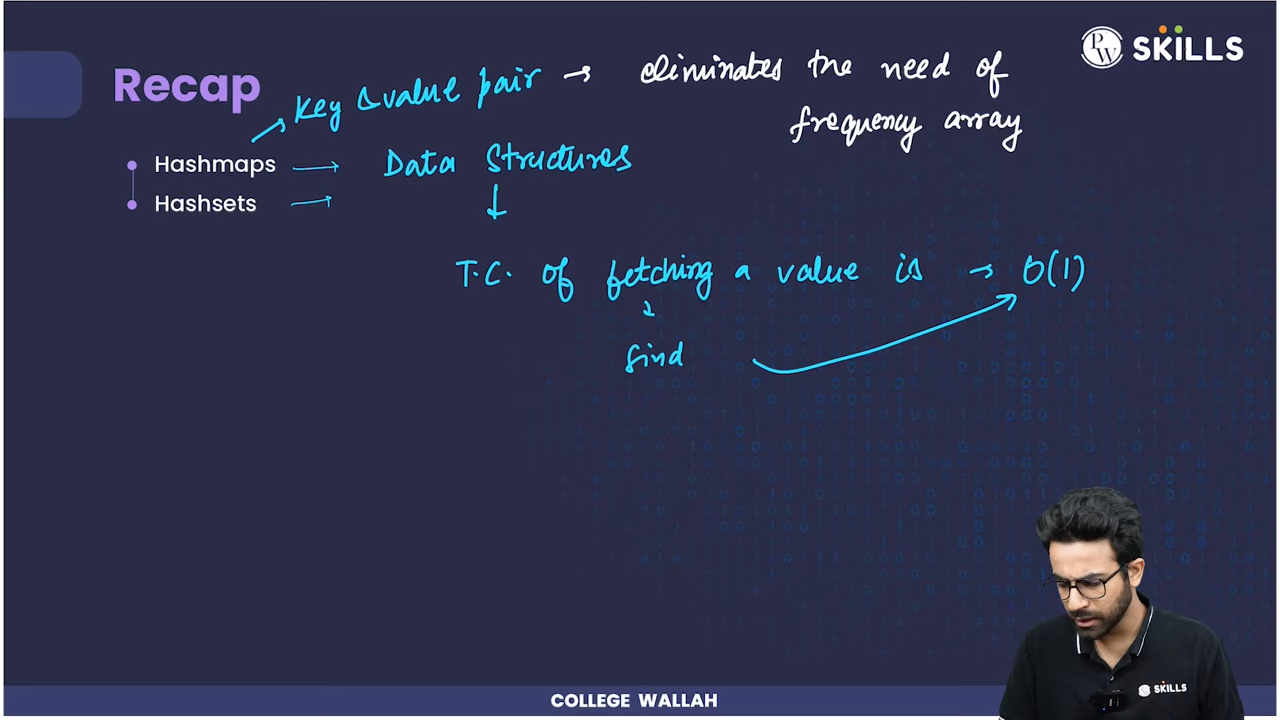 PW SKILLS
Recap
Key & value pair → eliminates the need of
frequency array
Hashmaps → Data Structures
Hashsets →
T.C. of fetching a value is → O(1)
find
SKILLS
COLLEGE WALLAH